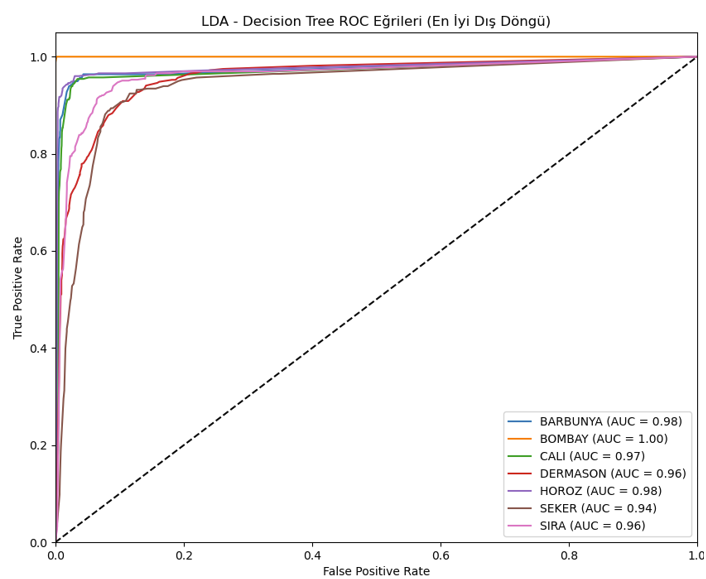 LDA - Decision Tree ROC Eğrileri (En İyi Dış Döngü)
1.0
0.8
0.6
0.4
0.2
0.0
True Positive Rate
BARBUNYA (AUC = 0.98)
BOMBAY (AUC = 1.00)
CALI (AUC = 0.97)
DERMASON (AUC = 0.96)
HOROZ (AUC = 0.98)
SEKER (AUC = 0.94)
SIRA (AUC = 0.96)
0.0 0.2 0.4 0.6 0.8 1.0
False Positive Rate